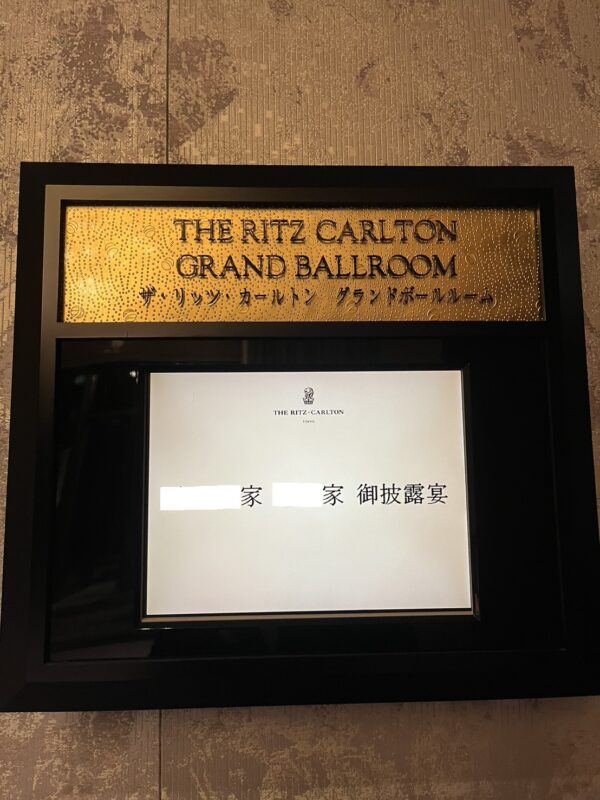 THE RITZ CARLTON
GRAND BALLROOM
ザ・リッツ・カールトン グランドボールルーム
THE RITZ-CARLTON
TOKYO
家 家 御披露宴